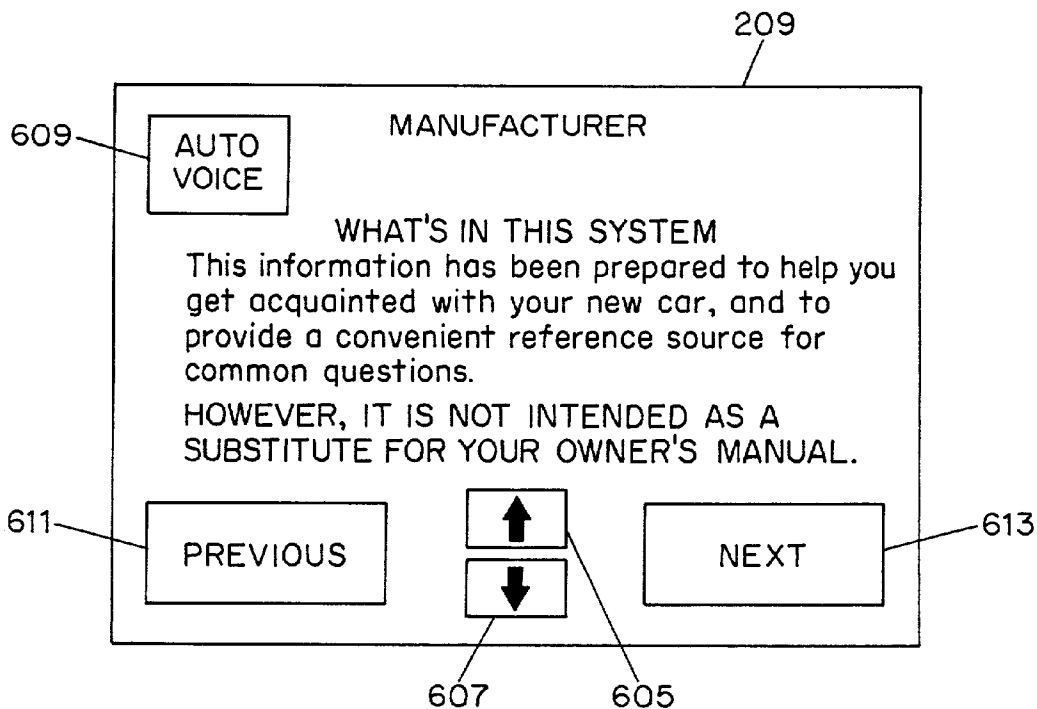 209
609
AUTO
VOICE
MANUFACTURER
WHAT'S IN THIS SYSTEM
This information has been prepared to help you
get acquainted with your new car, and to
provide a convenient reference source for
common questions.
HOWEVER, IT IS NOT INTENDED AS A
SUBSTITUTE FOR YOUR OWNER'S MANUAL.
611
PREVIOUS
NEXT
613
607
605